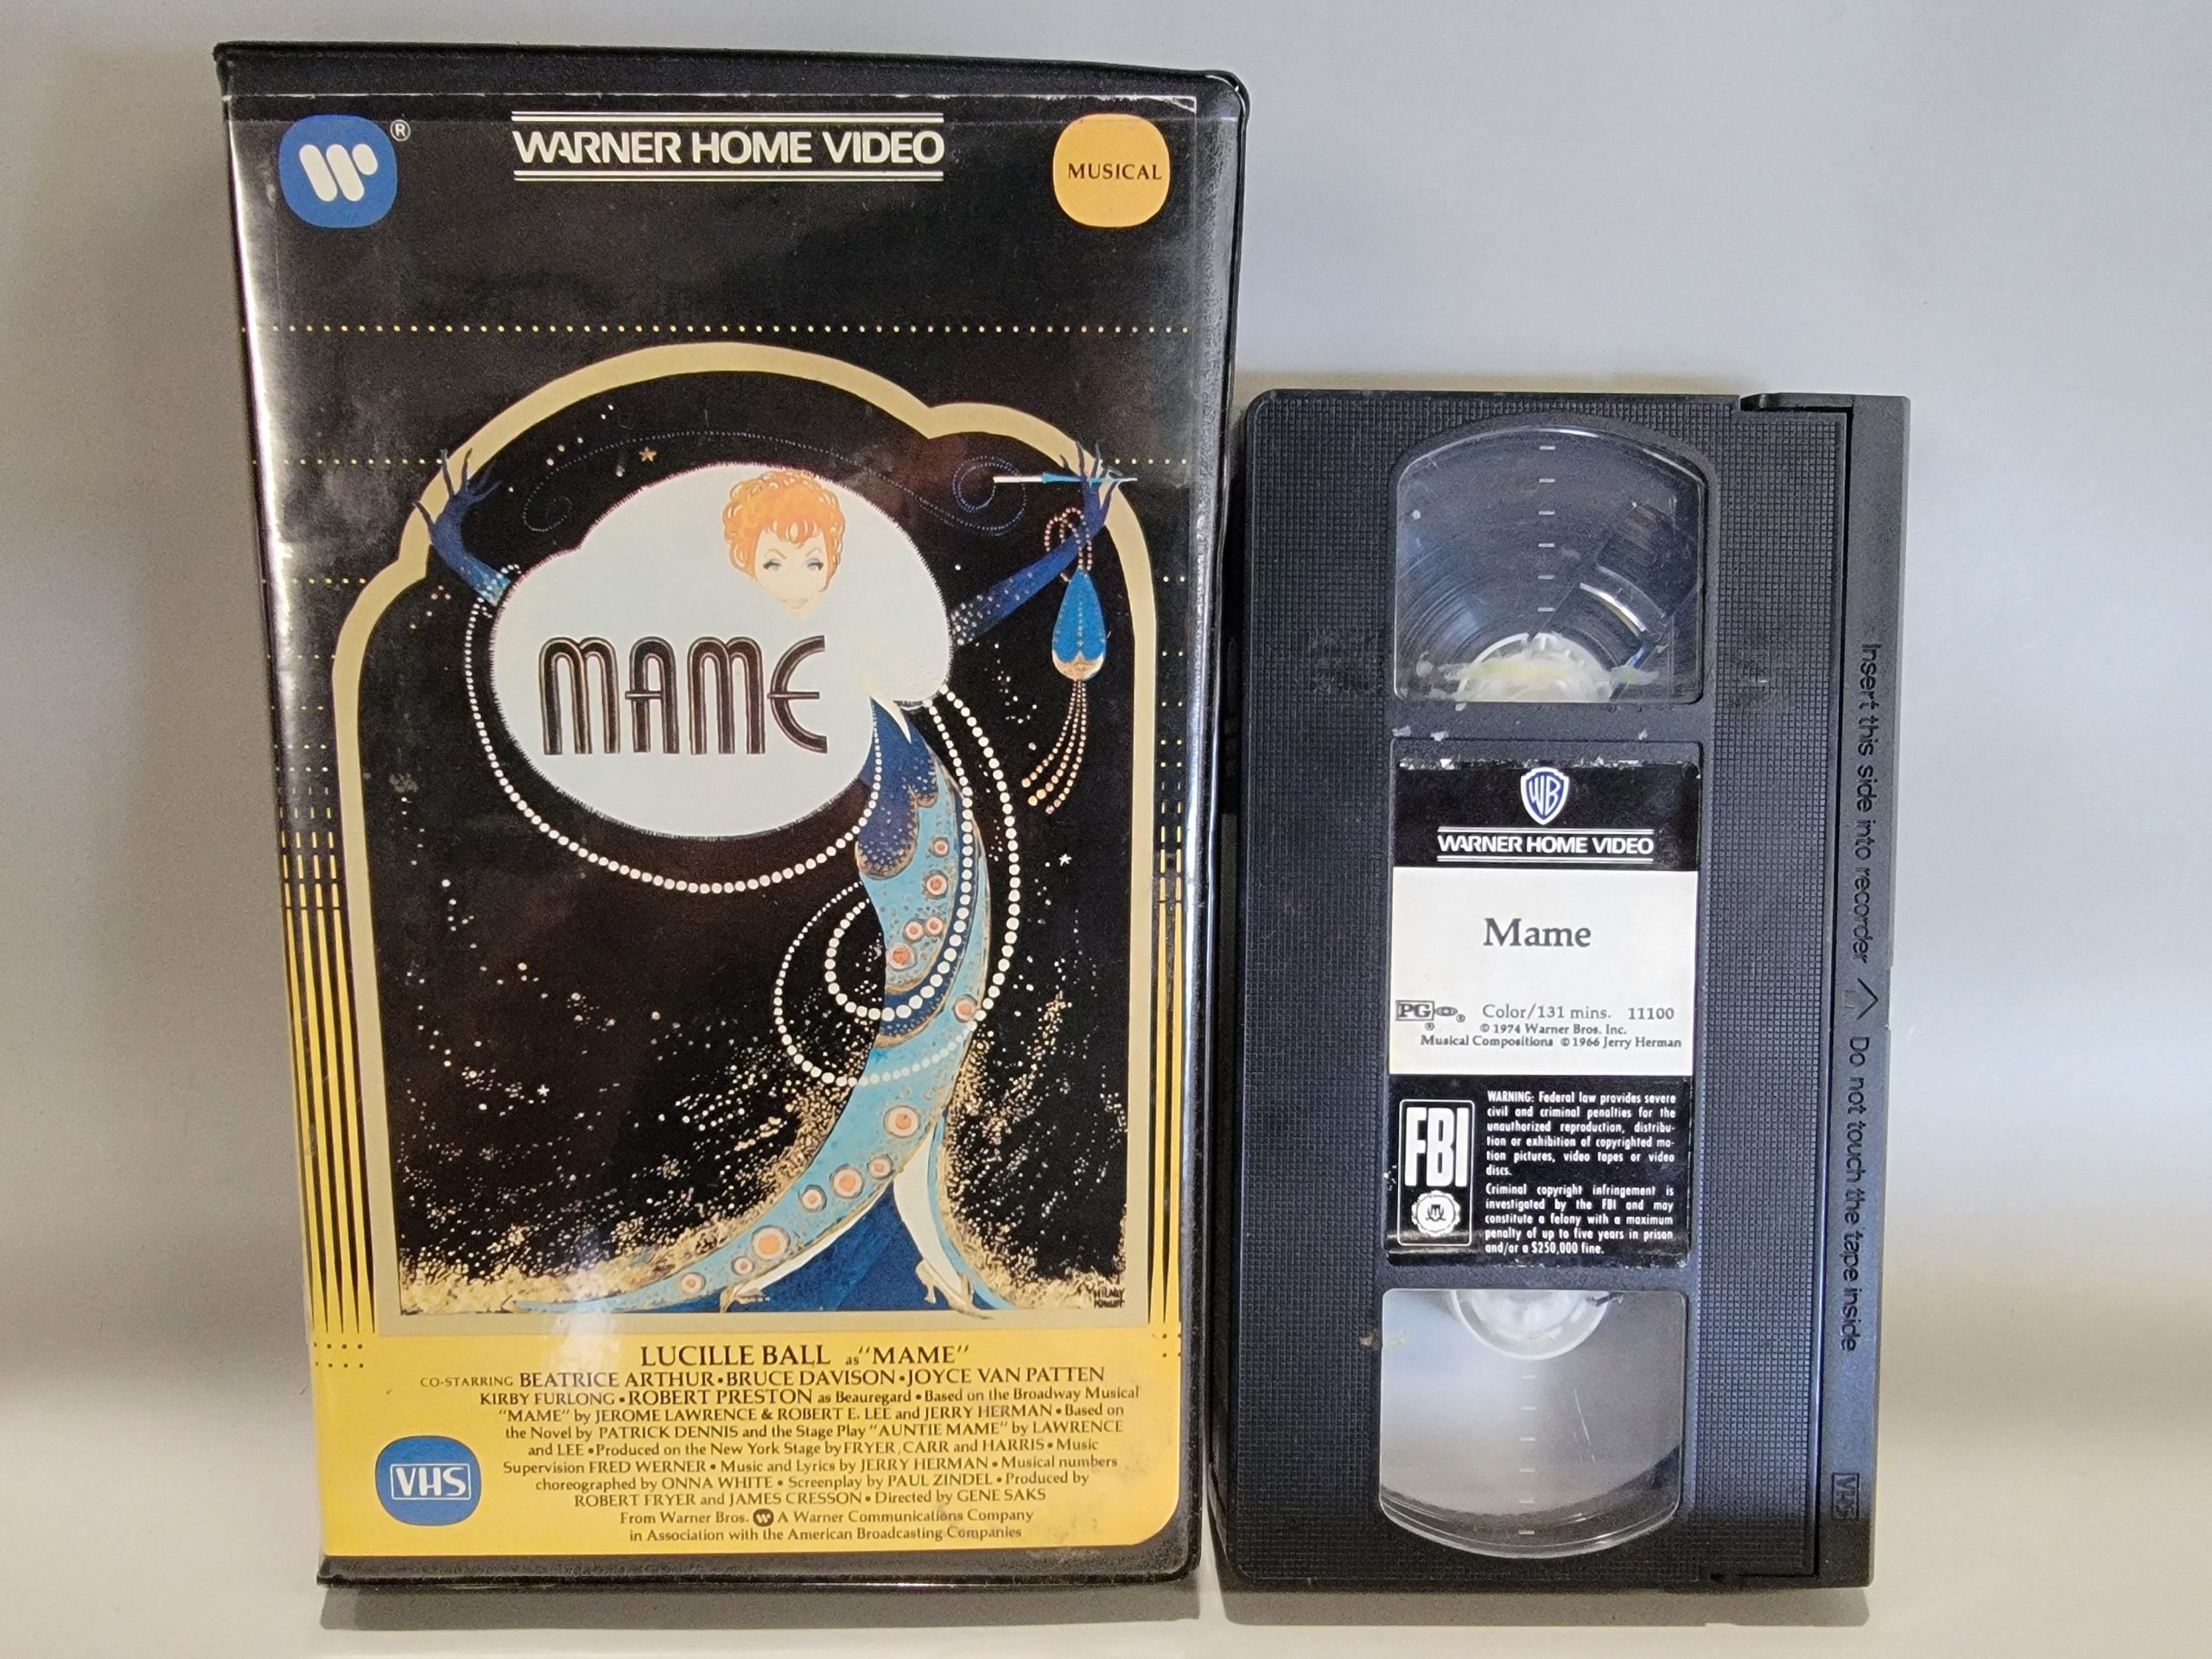 W®
WARNER HOME VIDEO
MUSICAL
MAME
HILARY
KNIGHT
LUCILLE BALL as "MAME"
CO-STARRING BEATRICE ARTHUR • BRUCE DAVISON • JOYCE VAN PATTEN
KIRBY FURLONG • ROBERT PRESTON as Beauregard • Based on the Broadway Musical
"MAME" by JEROME LAWRENCE & ROBERT E. LEE and JERRY HERMAN • Based on
the Novel by PATRICK DENNIS and the Stage Play "AUNTIE MAME" by LAWRENCE
and LEE • Produced on the New York Stage by FRYER, CARR and HARRIS • Music
Supervision FRED WERNER • Music and Lyrics by JERRY HERMAN • Musical numbers
choreographed by ONNA WHITE • Screenplay by PAUL ZINDEL • Produced by
ROBERT FRYER and JAMES CRESSON • Directed by GENE SAKS
From Warner Bros. W A Warner Communications Company
in Association with the American Broadcasting Companies
VHS
WB
WARNER HOME VIDEO
Mame
PG ® ® Color/131 mins. 11100
© 1974 Warner Bros. Inc.
Musical Compositions © 1966 Jerry Herman
FBI
WARNING: Federal law provides severe
civil and criminal penalties for the
unauthorized reproduction, distribu-
tion or exhibition of copyrighted mo-
tion pictures, video tapes or video
discs.
Criminal copyright infringement is
investigated by the FBI and may
constitute a felony with a maximum
penalty of up to five years in prison
and/or a $250,000 fine.
Insert this side into recorder Do not touch the tape inside
VHS